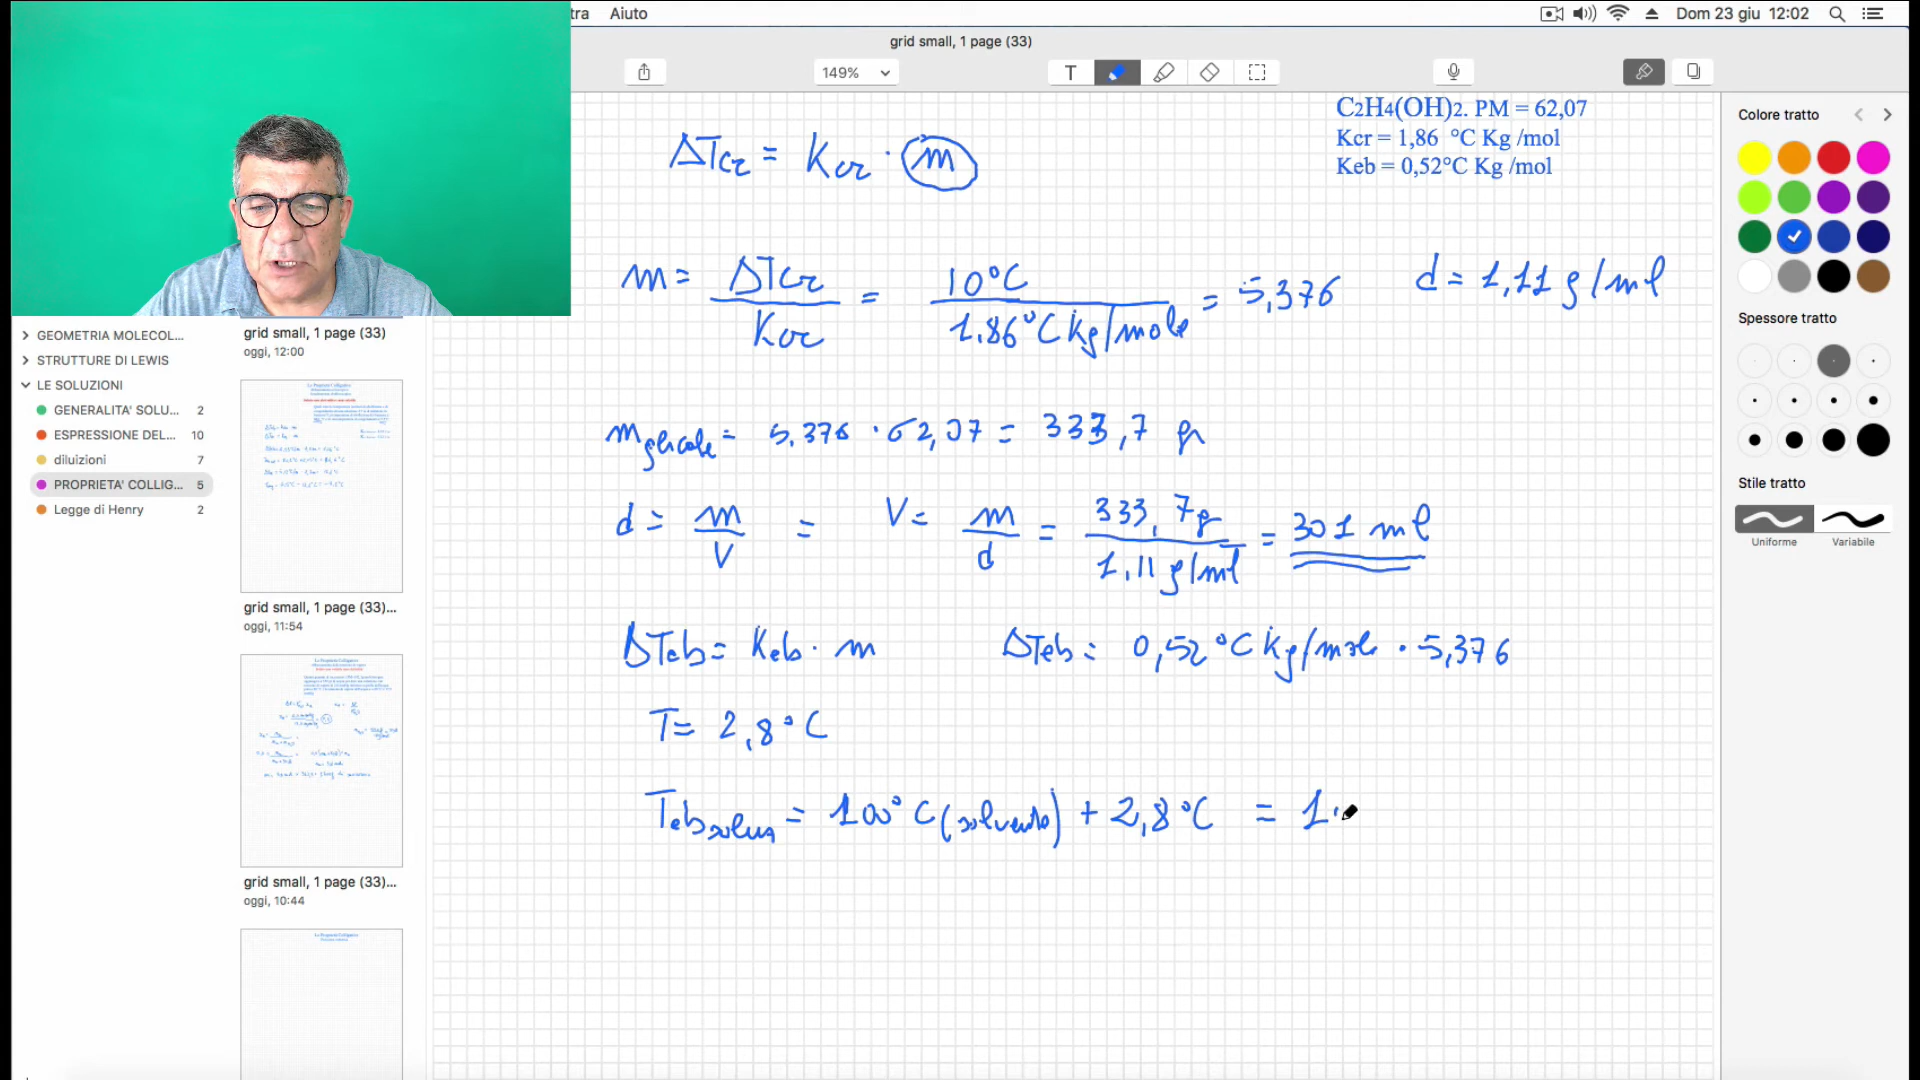 tra Aiuto Dom 23 giu 12:02
grid small, 1 page (33)
149% T
C2H4(OH)2. PM = 62,07
Kcr = 1,86 °C Kg /mol
Keb = 0,52°C Kg /mol
ΔTcr = Kcr · m
m = ΔTcr / Kcr = 10°C / 1.86°C kg/mole = 5,376
d = 1,11 g/ml
m glicole = 5,376 · 62,07 = 333,7 gr
d = m / V = V = m / d = 333,7g / 1,11 g/ml = 301 ml
ΔTeb = Keb · m ΔTeb = 0,52 °C kg/mole · 5,376
T = 2,8°C
Teb soluz = 100°C (solvente) + 2,8°C = 1
GEOMETRIA MOLECOL...
STRUTTURE DI LEWIS
LE SOLUZIONI
GENERALITA' SOLU... 2
ESPRESSIONE DEL... 10
diluizioni 7
PROPRIETA' COLLIG... 5
Legge di Henry 2
grid small, 1 page (33)
oggi, 12:00
grid small, 1 page (33)...
oggi, 11:54
grid small, 1 page (33)...
oggi, 10:44
Colore tratto
Spessore tratto
Stile tratto
Uniforme Variabile